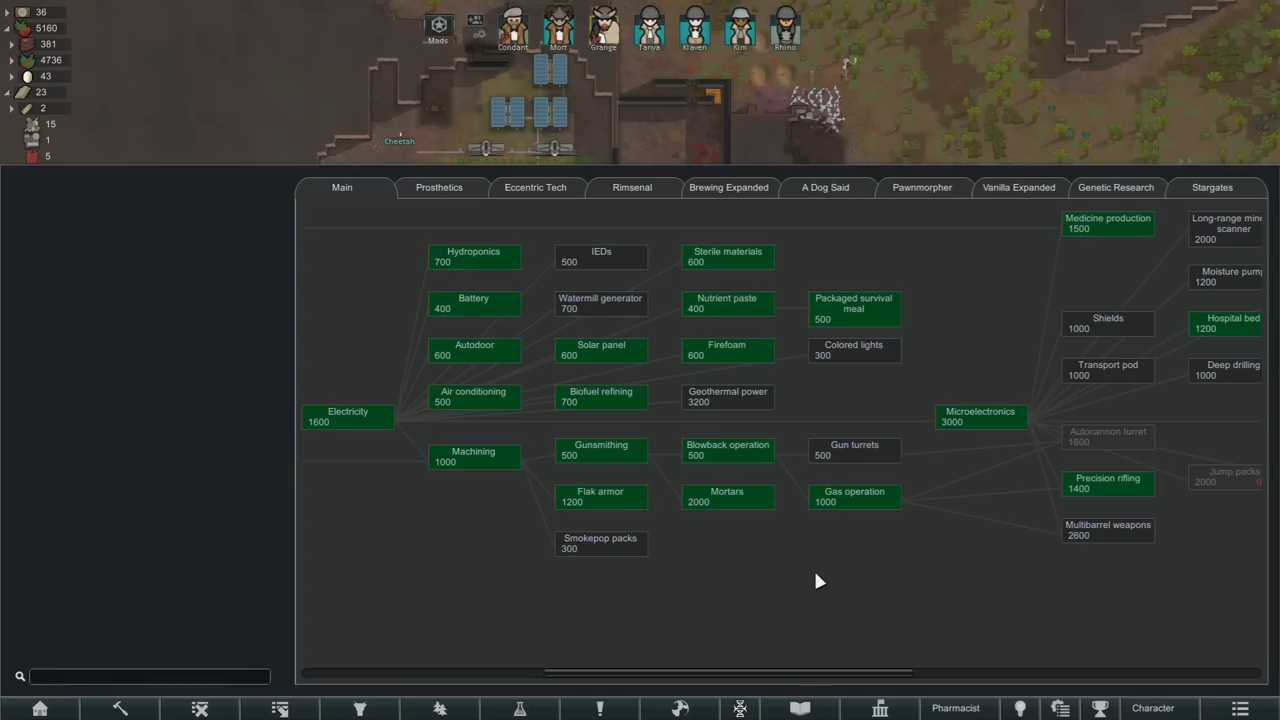 36
5160
381
4736
43
23
2
15
1
5
Mads
Condant
Mort
Grange
Tanya
Klaven
Kim
Rhino
Cheetah
Main
Prosthetics
Eccentric Tech
Rimsenal
Brewing Expanded
A Dog Said
Pawnmorpher
Vanilla Expanded
Genetic Research
Stargates
Electricity
1600
Hydroponics
700
Battery
400
Autodoor
600
Air conditioning
500
Machining
1000
IEDs
500
Watermill generator
700
Solar panel
600
Biofuel refining
700
Gunsmithing
500
Flak armor
1200
Smokepop packs
300
Sterile materials
600
Nutrient paste
400
Firefoam
600
Geothermal power
3200
Blowback operation
500
Mortars
2000
Packaged survival
meal
500
Colored lights
300
Gun turrets
500
Gas operation
1000
Microelectronics
3000
Medicine production
1500
Shields
1000
Transport pod
1000
Autocannon turret
1600
Precision rifling
1400
Multibarrel weapons
2600
Long-range mine
scanner
2000
Moisture pump
1200
Hospital bed
1200
Deep drilling
1000
Jump packs
2000
Pharmacist
Character